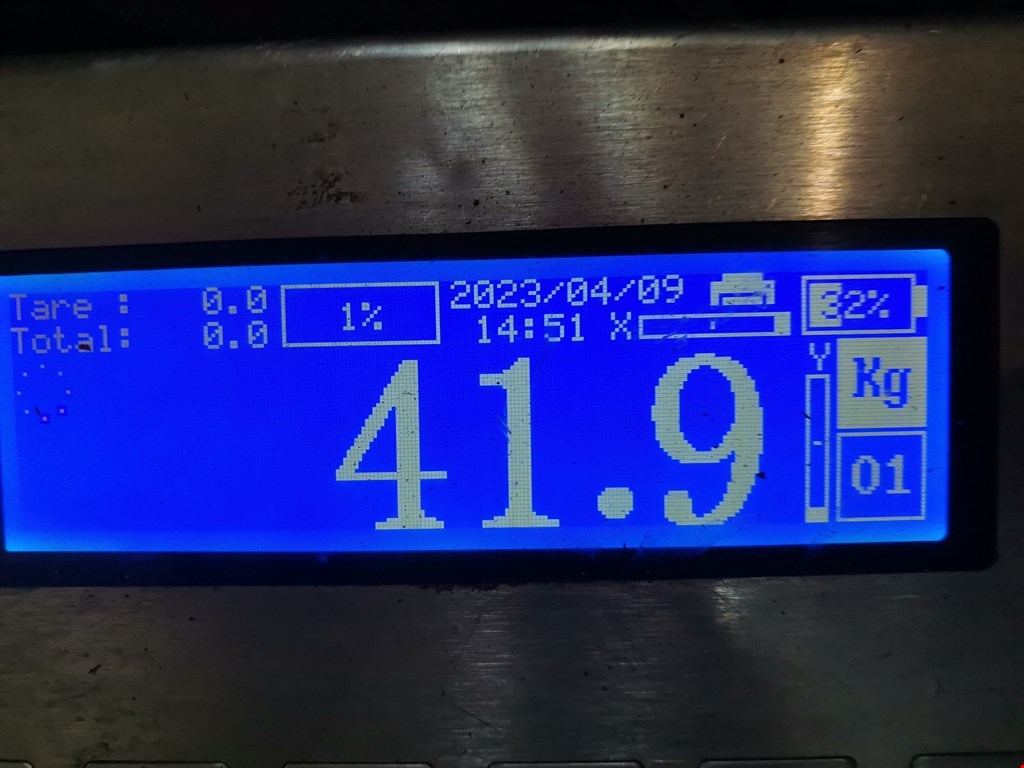 Tare : 0.0
Total: 0.0
1%
2023/04/09
14:51 X
32%
Y
Kg
01
41.9